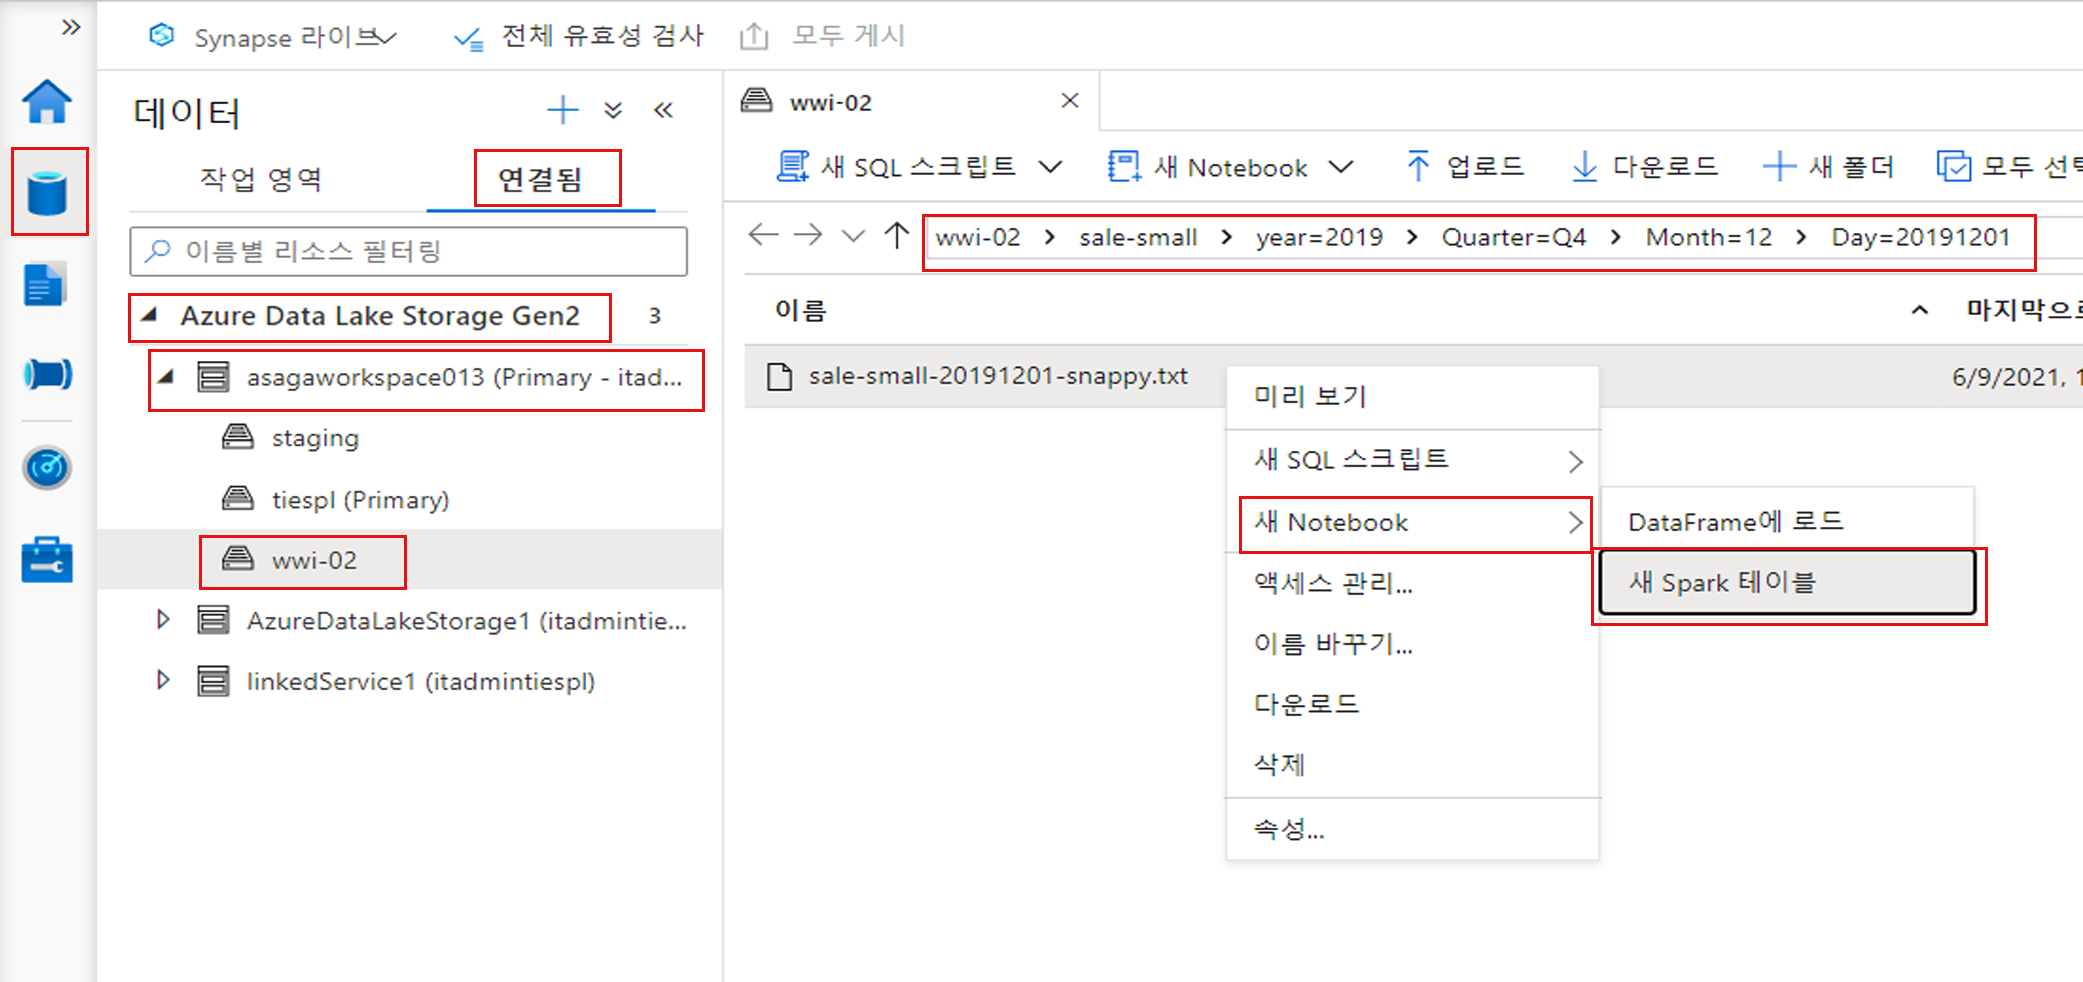 Synapse 라이브
전체 유효성 검사
모두 게시
데이터
작업 영역
연결됨
이름별 리소스 필터링
Azure Data Lake Storage Gen2 3
asagaworkspace013 (Primary - itad...
staging
tiespl (Primary)
wwi-02
AzureDataLakeStorage1 (itadmintie...
linkedService1 (itadmintiespl)
wwi-02
새 SQL 스크립트
새 Notebook
업로드
다운로드
새 폴더
모두 선택
wwi-02 > sale-small > year=2019 > Quarter=Q4 > Month=12 > Day=20191201
이름
마지막으로
sale-small-20191201-snappy.txt
6/9/2021, 1
미리 보기
새 SQL 스크립트
새 Notebook
액세스 관리...
이름 바꾸기...
다운로드
삭제
속성...
DataFrame에 로드
새 Spark 테이블